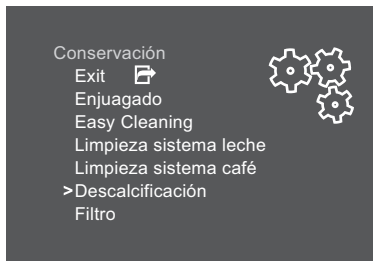 Conservación
Exit
Enjuagado
Easy Cleaning
Limpieza sistema leche
Limpieza sistema café
>Descalcificación
Filtro